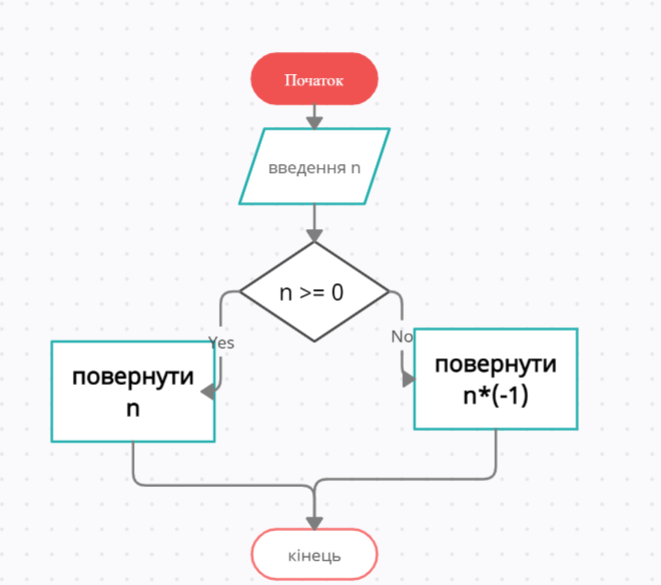 Початок
введення n
n >= 0
Yes
No
повернути
n
повернути
n*(-1)
кінець